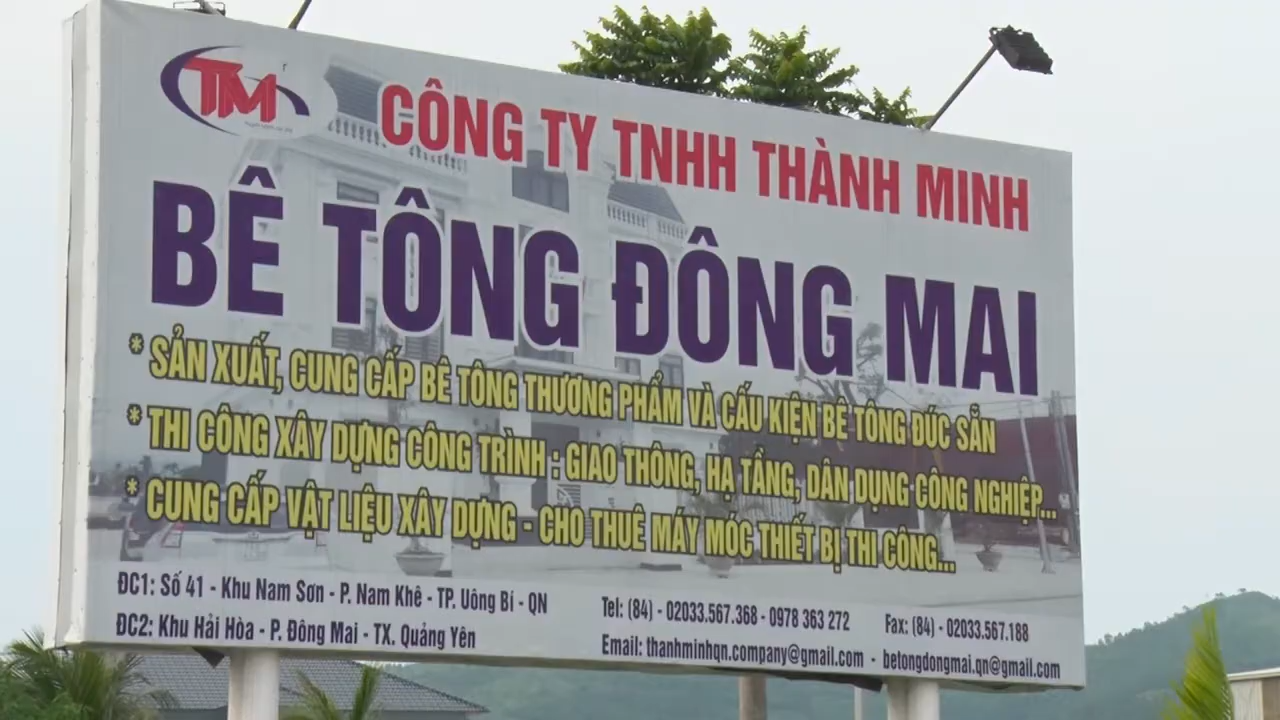 TM
CÔNG TY TNHH THÀNH MINH
BÊ TÔNG ĐÔNG MAI
* SẢN XUẤT, CUNG CẤP BÊ TÔNG THƯƠNG PHẨM VÀ CẤU KIỆN BÊ TÔNG ĐÚC SẴN
* THI CÔNG XÂY DỰNG CÔNG TRÌNH : GIAO THÔNG, HẠ TẦNG, DÂN DỤNG CÔNG NGHIỆP...
* CUNG CẤP VẬT LIỆU XÂY DỰNG - CHO THUÊ MÁY MÓC THIẾT BỊ THI CÔNG...
ĐC1: Số 41 - Khu Nam Sơn - P. Nam Khê - TP. Uông Bí - QN
ĐC2: Khu Hải Hòa - P. Đông Mai - TX. Quảng Yên
Tel: (84) - 02033.567.368 - 0978 363 272
Fax: (84) - 02033.567.188
Email: thanhminhqn.company@gmail.com - betongdongmai.qn@gmail.com